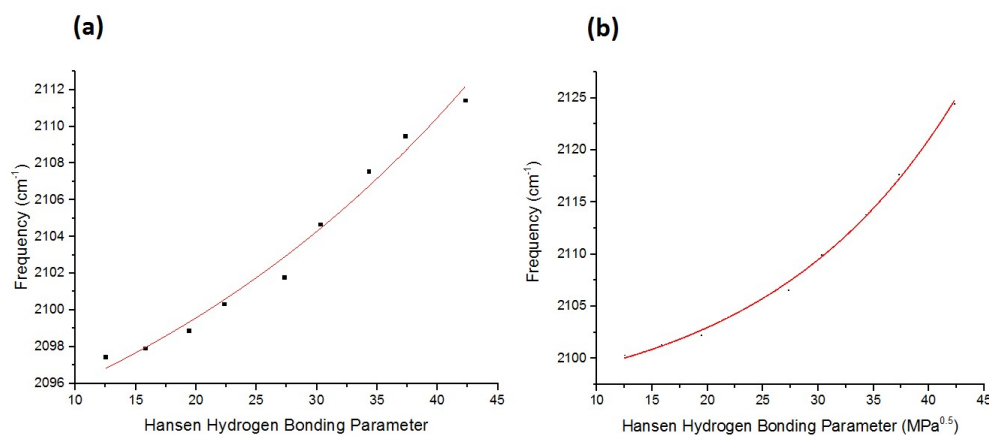 (a)
(b)
Frequency (cm-1)
2112
2110
2108
2106
2104
2102
2100
2098
2096
10 15 20 25 30 35 40 45
Hansen Hydrogen Bonding Parameter
Frequency (cm-1)
2125
2120
2115
2110
2105
2100
10 15 20 25 30 35 40 45
Hansen Hydrogen Bonding Parameter (MPa0.5)